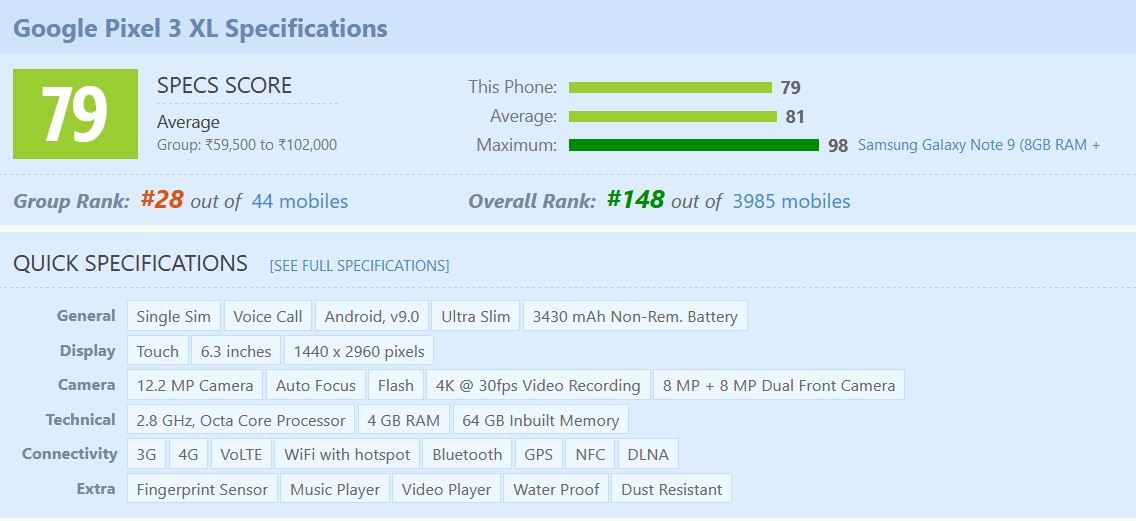 Google Pixel 3 XL Specifications
79
SPECS SCORE
Average
Group: ₹59,500 to ₹102,000
This Phone: 79
Average: 81
Maximum: 98 Samsung Galaxy Note 9 (8GB RAM +
Group Rank: #28 out of 44 mobiles
Overall Rank: #148 out of 3985 mobiles
QUICK SPECIFICATIONS [SEE FULL SPECIFICATIONS]
General Single Sim Voice Call Android, v9.0 Ultra Slim 3430 mAh Non-Rem. Battery
Display Touch 6.3 inches 1440 x 2960 pixels
Camera 12.2 MP Camera Auto Focus Flash 4K @ 30fps Video Recording 8 MP + 8 MP Dual Front Camera
Technical 2.8 GHz, Octa Core Processor 4 GB RAM 64 GB Inbuilt Memory
Connectivity 3G 4G VoLTE WiFi with hotspot Bluetooth GPS NFC DLNA
Extra Fingerprint Sensor Music Player Video Player Water Proof Dust Resistant